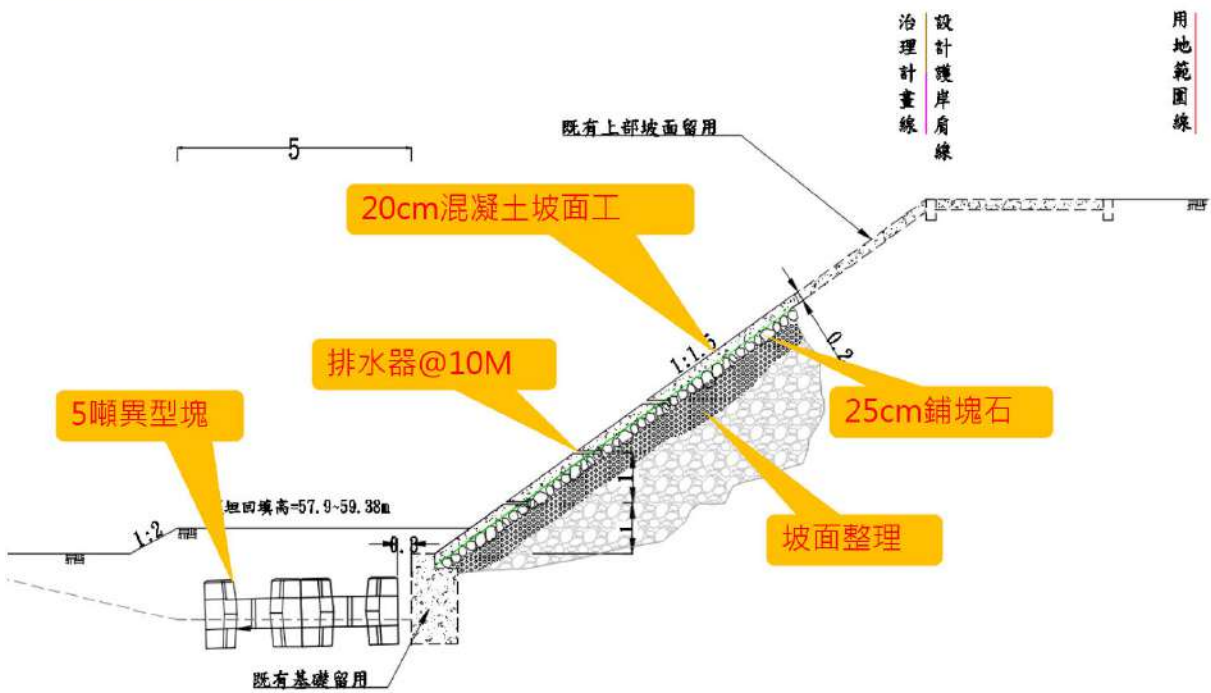 治理計畫線
設計護岸肩線
用地範圍線
既有上部坡面留用
5
20cm混凝土坡面工
1:1.5
0.2
排水器@10M
25cm鋪塊石
5噸異型塊
坦回填高=57.9~59.38m
1:2
0.3
1
1
坡面整理
既有基礎留用